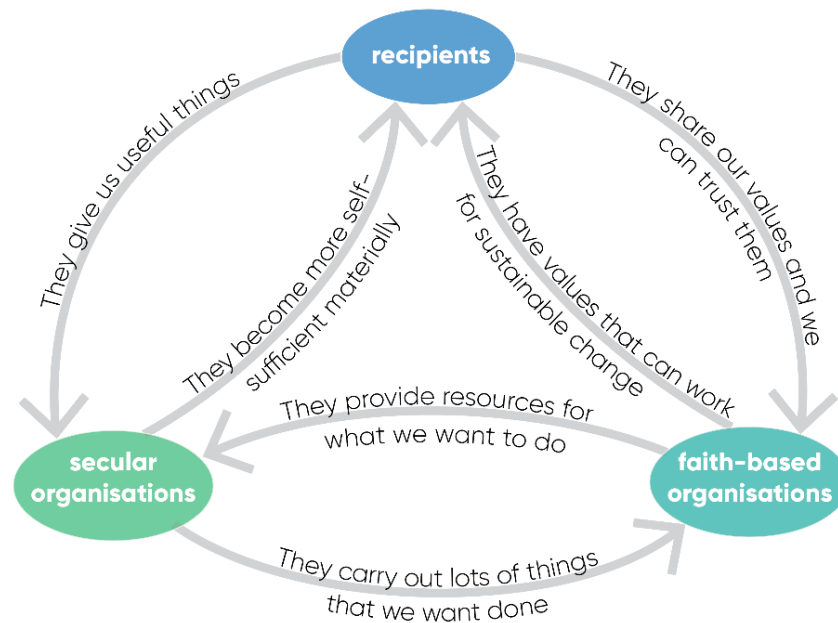 recipients
They give us useful things
They share our values and we
can trust them
They become more self-
sufficient materially
They have values that can work
for sustainable change
They provide resources for
what we want to do
secular
organisations
faith-based
organisations
They carry out lots of things
that we want done